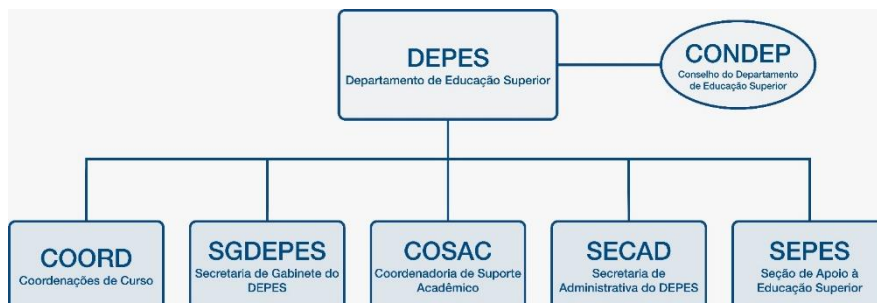 DEPES
Departamento de Educação Superior
CONDEP
Conselho do Departamento
de Educação Superior
COORD
Coordenações de Curso
SGDEPES
Secretaria de Gabinete do
DEPES
COSAC
Coordenadoria de Suporte
Acadêmico
SECAD
Secretaria de
Administrativa do DEPES
SEPES
Seção de Apoio à
Educação Superior